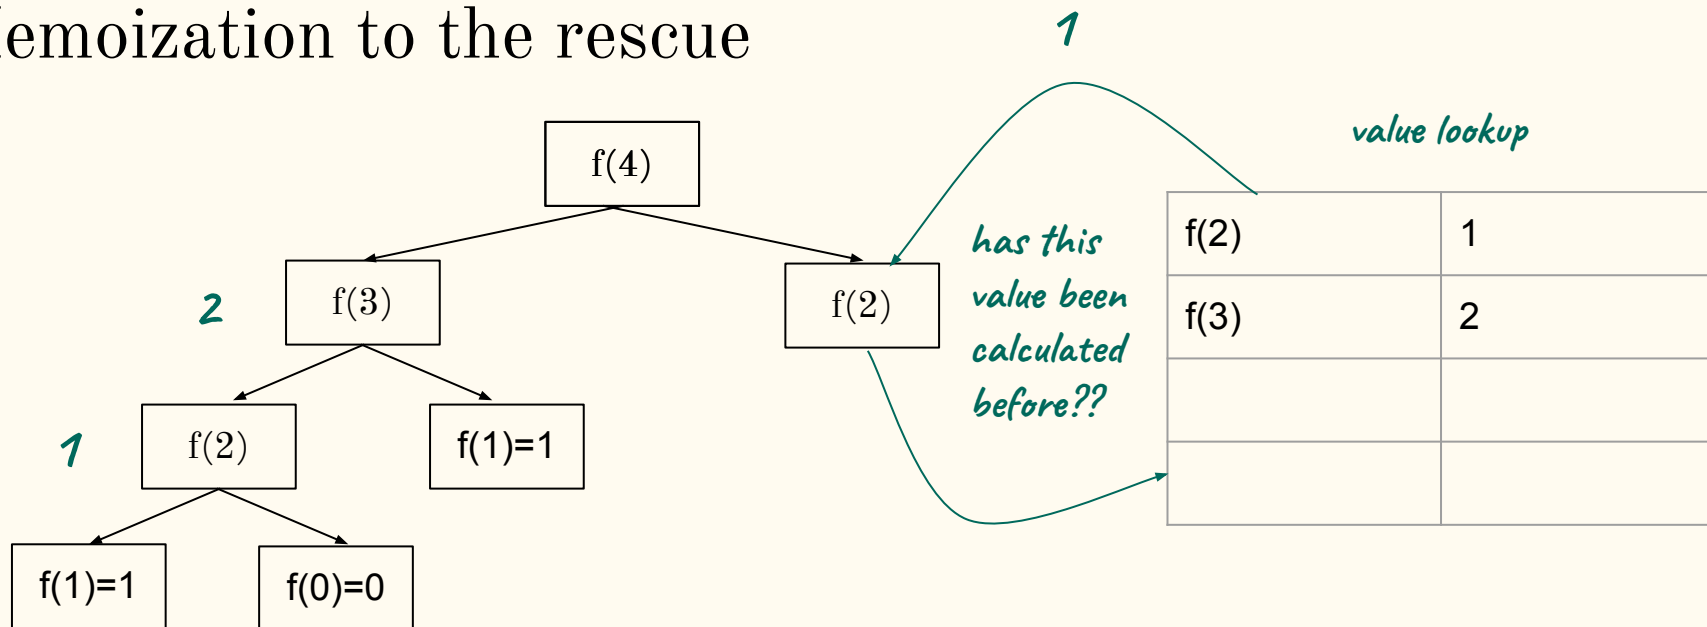 emoization to the rescue
1
value lookup
f(4)
f(2) 1
has this
value been
calculated
before??
2
f(3)
f(2)
f(3) 2
1
f(2)
f(1)=1
f(1)=1
f(0)=0